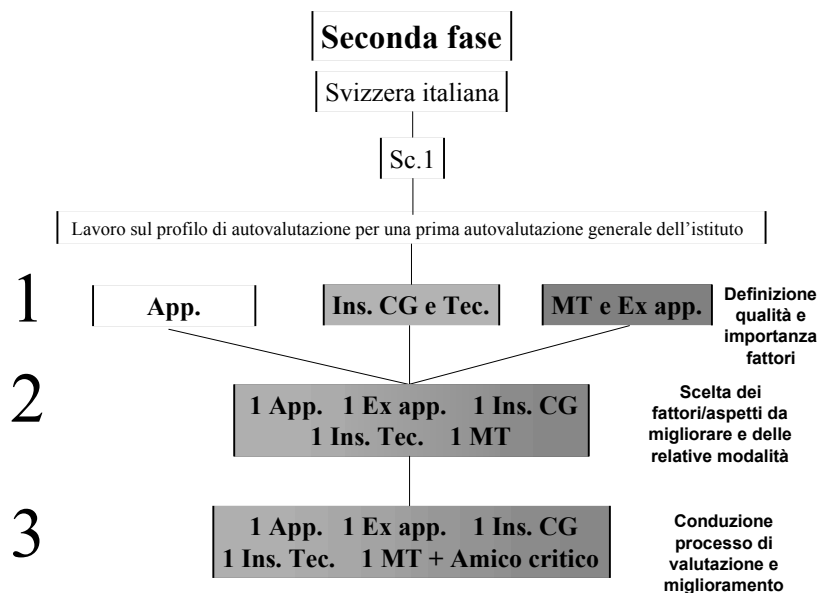 Seconda fase
Svizzera italiana
Sc.1
Lavoro sul profilo di autovalutazione per una prima autovalutazione generale dell'istituto
1
App.
Ins. CG e Tec.
MT e Ex app.
Definizione
qualità e
importanza
fattori
2
1 App. 1 Ex app. 1 Ins. CG
1 Ins. Tec. 1 MT
Scelta dei
fattori/aspetti da
migliorare e delle
relative modalità
3
1 App. 1 Ex app. 1 Ins. CG
1 Ins. Tec. 1 MT + Amico critico
Conduzione
processo di
valutazione e
miglioramento